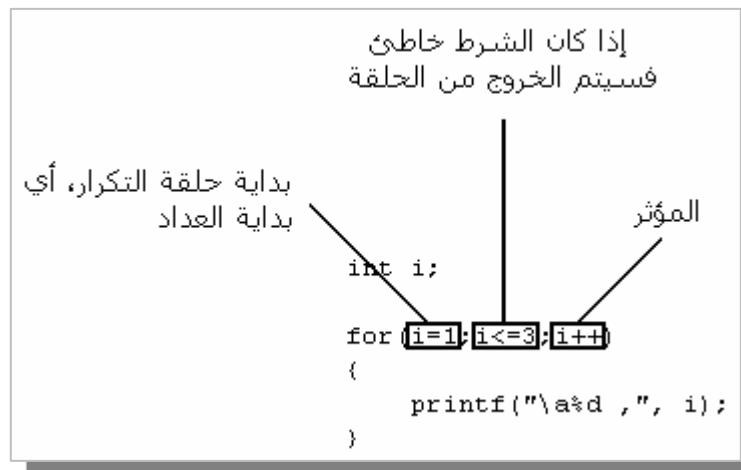 إذا كان الشرط خاطئ
فسيتم الخروج من الحلقة
بداية حلقة التكرار، أي
بداية العداد
المؤثر
int i;
for(i=1;i<=3;i++)
{
printf("\a%d ,", i);
}